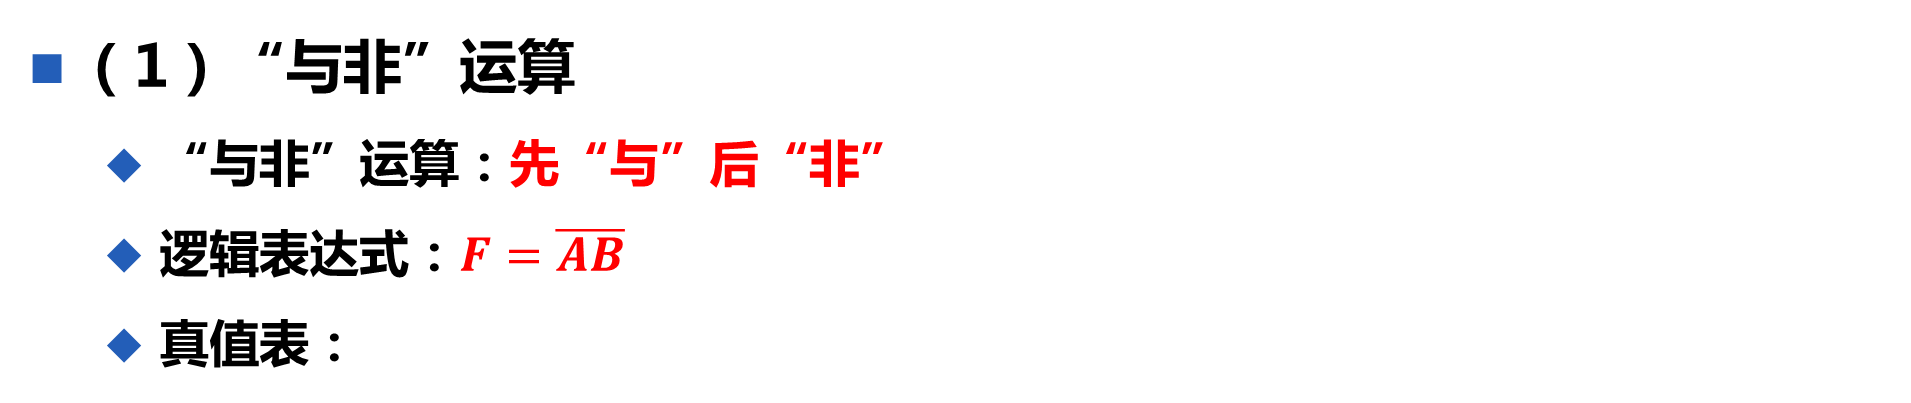 （1）“与非”运算
“与非”运算：先“与”后“非”
逻辑表达式：$F = \overline{AB}$
真值表：